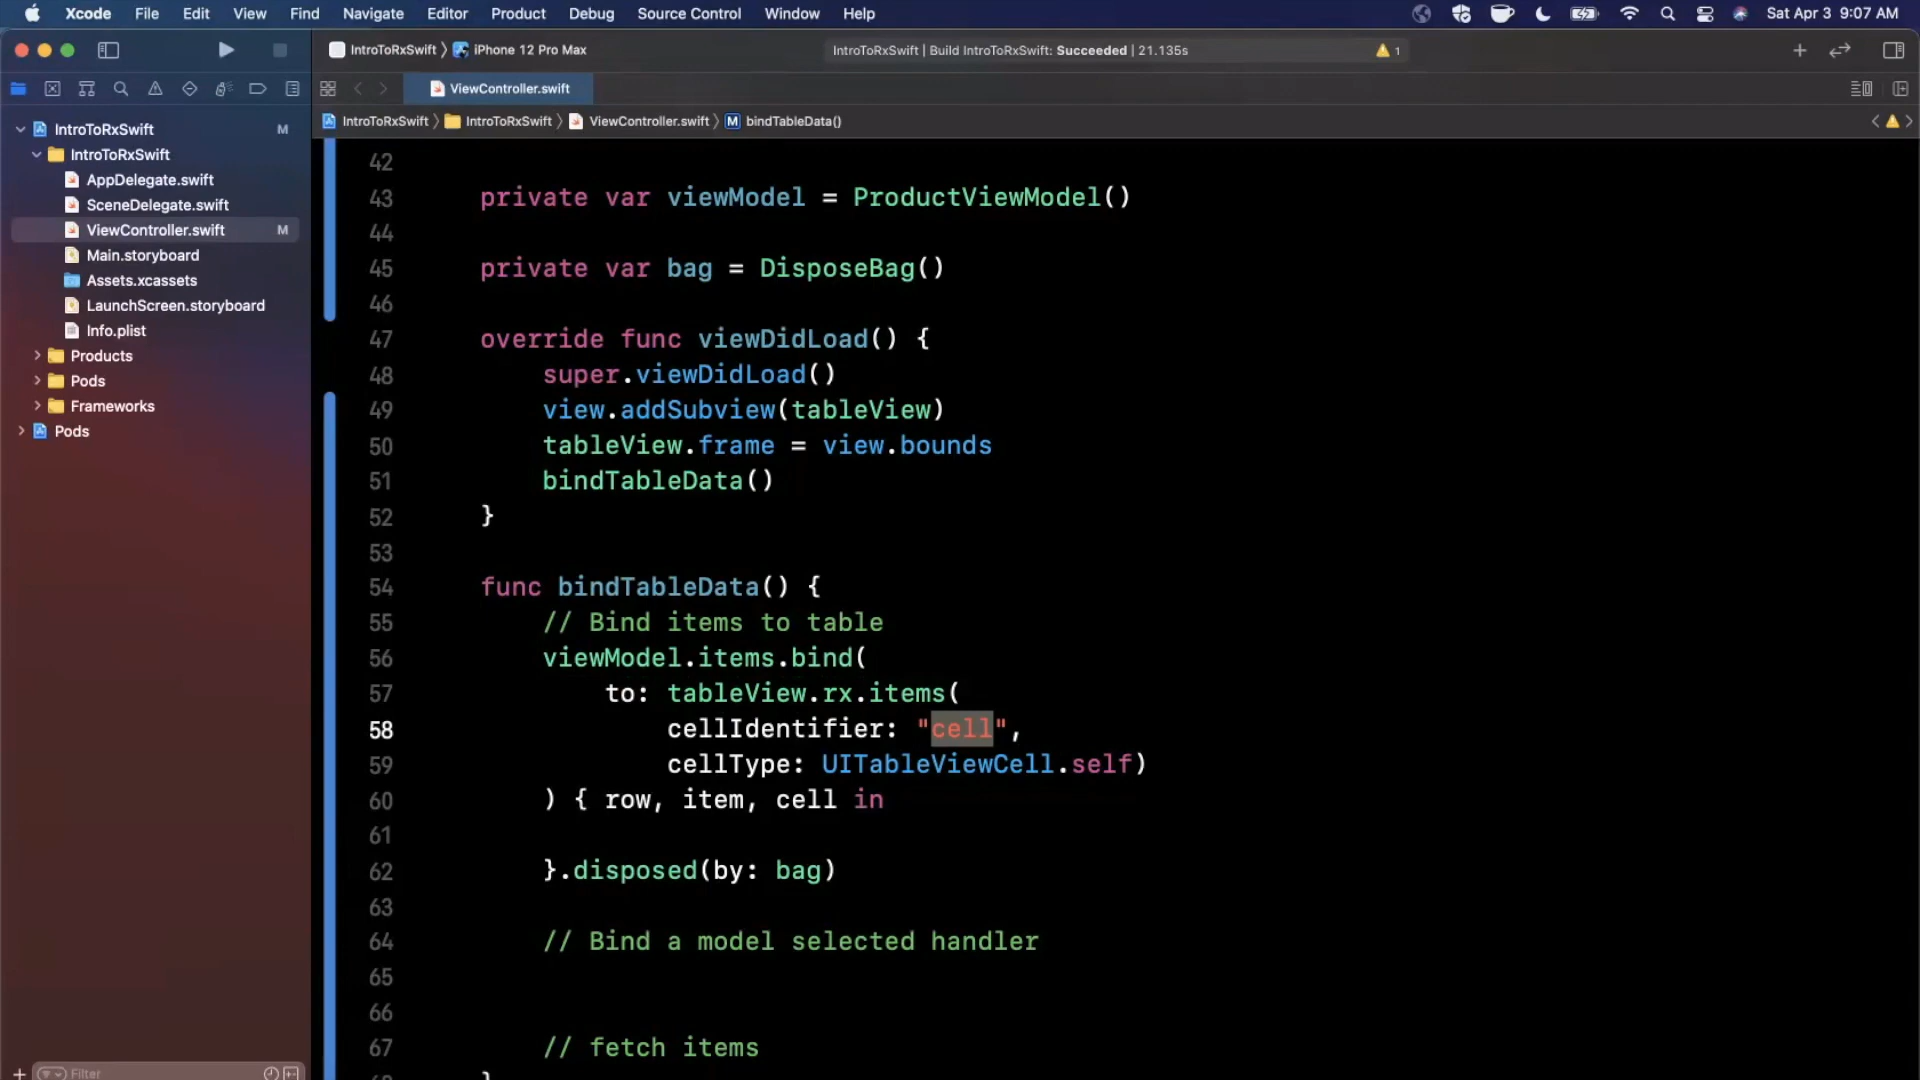 Xcode File Edit View Find Navigate Editor Product Debug Source Control Window Help Sat Apr 3 9:07 AM
IntroToRxSwift 〉 iPhone 12 Pro Max IntroToRxSwift | Build IntroToRxSwift: Succeeded | 21.135s 1
ViewController.swift
IntroToRxSwift 〉 IntroToRxSwift 〉 ViewController.swift 〉 M bindTableData()
IntroToRxSwift M
IntroToRxSwift
AppDelegate.swift
SceneDelegate.swift
ViewController.swift M
Main.storyboard
Assets.xcassets
LaunchScreen.storyboard
Info.plist
Products
Pods
Frameworks
Pods
Filter
42
43 private var viewModel = ProductViewModel()
44
45 private var bag = DisposeBag()
46
47 override func viewDidLoad() {
48 super.viewDidLoad()
49 view.addSubview(tableView)
50 tableView.frame = view.bounds
51 bindTableData()
52 }
53
54 func bindTableData() {
55 // Bind items to table
56 viewModel.items.bind(
57 to: tableView.rx.items(
58 cellIdentifier: "cell",
59 cellType: UITableViewCell.self)
60 ) { row, item, cell in
61
62 }.disposed(by: bag)
63
64 // Bind a model selected handler
65
66
67 // fetch items